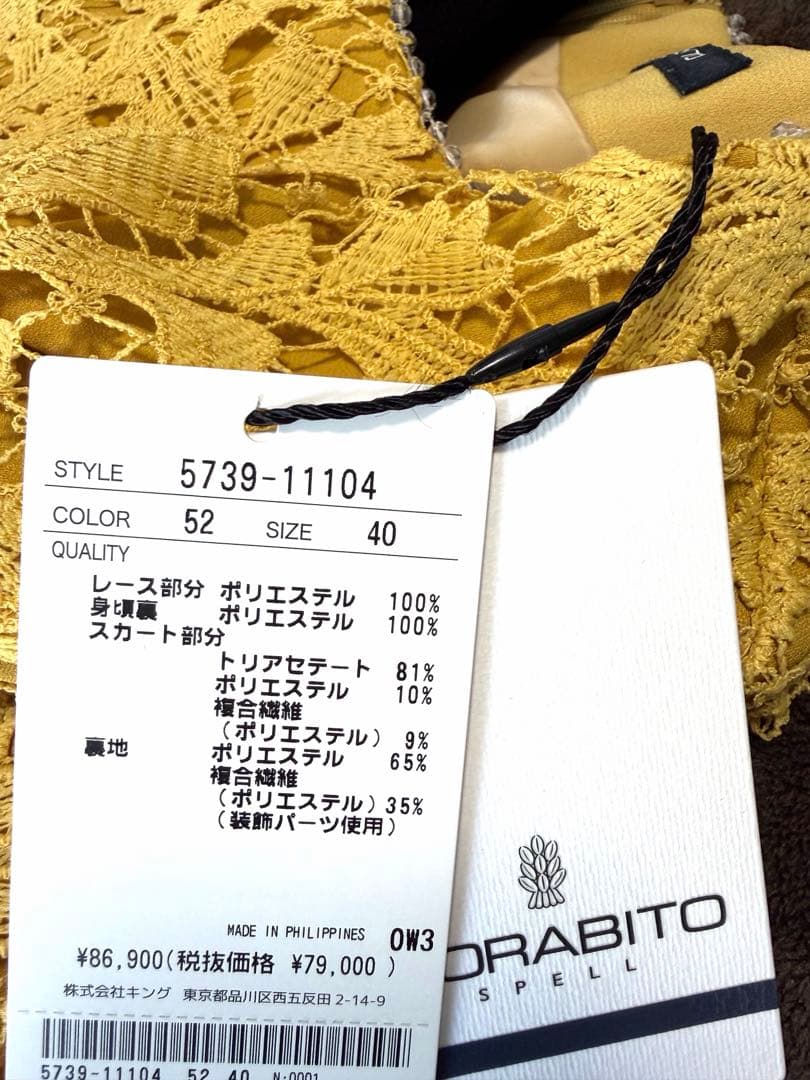 STYLE 5739-11104
COLOR 52 SIZE 40
QUALITY
レース部分 ポリエステル 100%
身頃裏 ポリエステル 100%
スカート部分
トリアセテート 81%
ポリエステル 10%
複合繊維
(ポリエステル) 9%
裏地 ポリエステル 65%
複合繊維
(ポリエステル) 35%
(装飾パーツ使用)
MADE IN PHILIPPINES OW3
¥86,900(税抜価格 ¥79,000 )
株式会社キング 東京都品川区西五反田 2-14-9
5739-11104 52 40 N:0001
ORABITO
SPELL